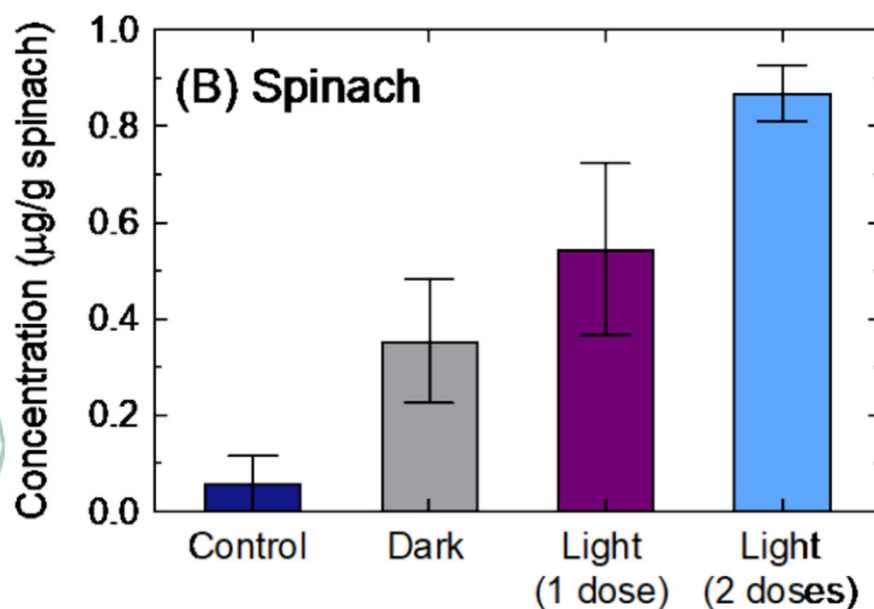 (B) Spinach
Concentration (µg/g spinach)
1.0
0.8
0.6
0.4
0.2
0.0
Control
Dark
Light
(1 dose)
Light
(2 doses)